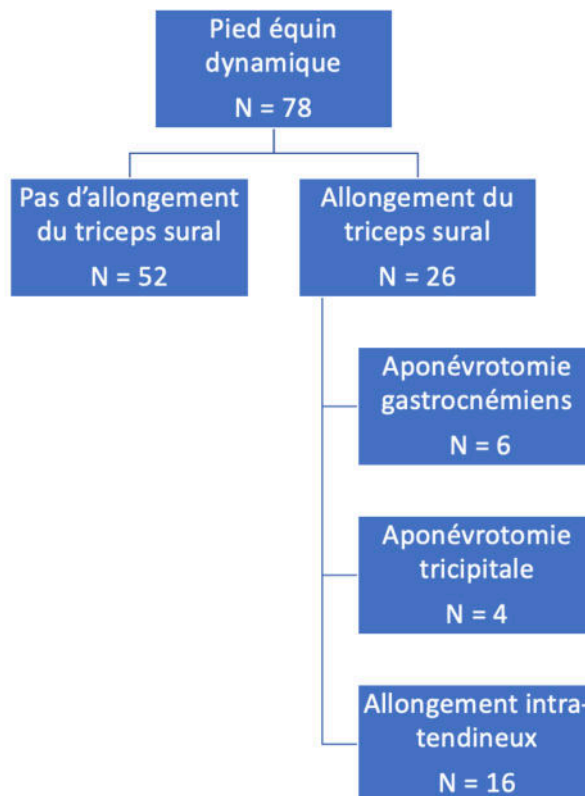 Pied équin
dynamique
N = 78
Pas d’allongement
du triceps sural
N = 52
Allongement du
triceps sural
N = 26
Aponévrotomie
gastrocnémiens
N = 6
Aponévrotomie
tricipitale
N = 4
Allongement intra-
tendineux
N = 16